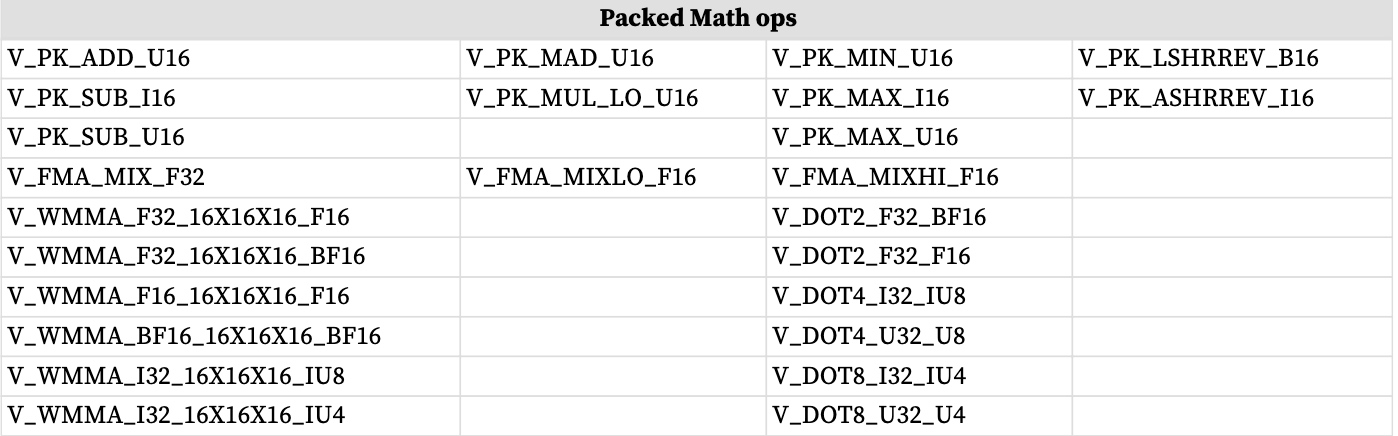 Packed Math ops
V_PK_ADD_U16 V_PK_MAD_U16 V_PK_MIN_U16 V_PK_LSHRREV_B16
V_PK_SUB_I16 V_PK_MUL_LO_U16 V_PK_MAX_I16 V_PK_ASHRREV_I16
V_PK_SUB_U16 V_PK_MAX_U16
V_FMA_MIX_F32 V_FMA_MIXLO_F16 V_FMA_MIXHI_F16
V_WMMA_F32_16X16X16_F16 V_DOT2_F32_BF16
V_WMMA_F32_16X16X16_BF16 V_DOT2_F32_F16
V_WMMA_F16_16X16X16_F16 V_DOT4_I32_IU8
V_WMMA_BF16_16X16X16_BF16 V_DOT4_U32_U8
V_WMMA_I32_16X16X16_IU8 V_DOT8_I32_IU4
V_WMMA_I32_16X16X16_IU4 V_DOT8_U32_U4